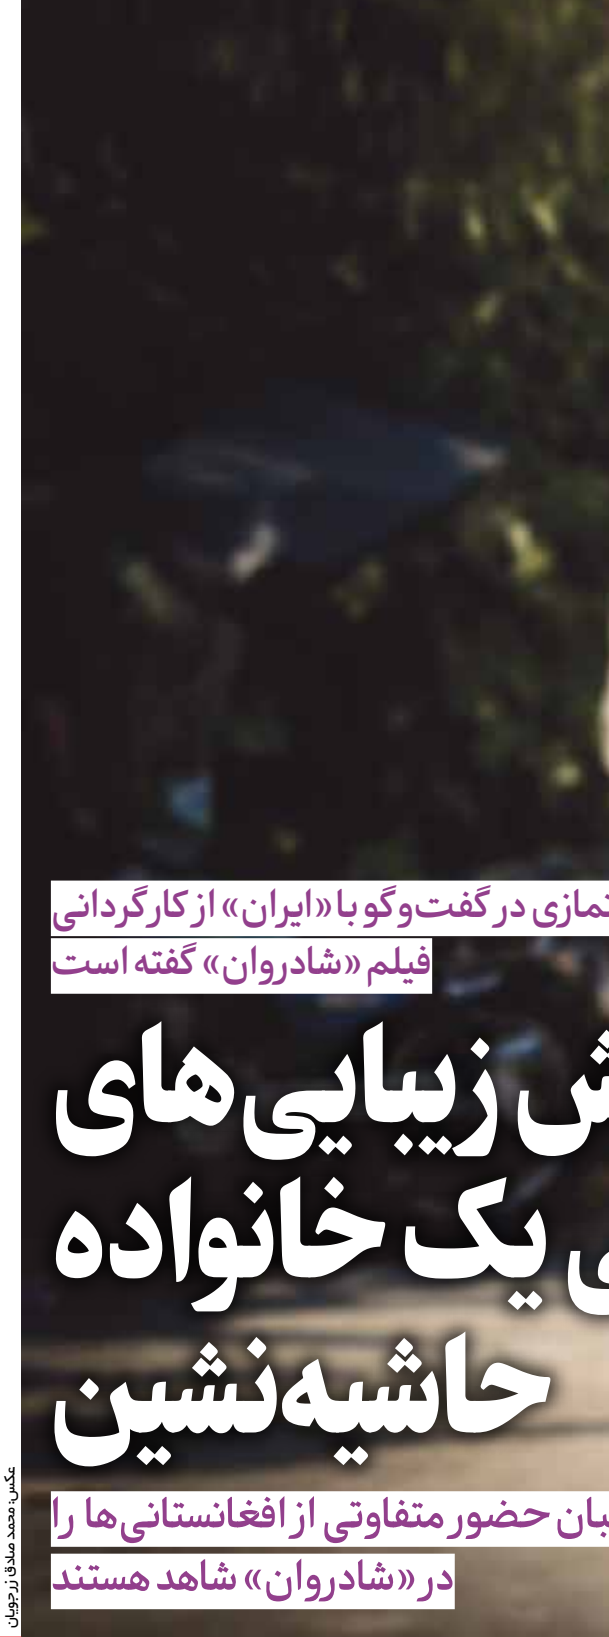 نمازی در گفت‌وگو با «ایران» از کارگردانی
فیلم «شادروان» گفته است
زیبایی‌های
یک خانواده
حاشیه‌نشین
حضور متفاوتی از افغانستانی‌ها را
در «شادروان» شاهد هستند
عکس: محمد صادق زرجویان